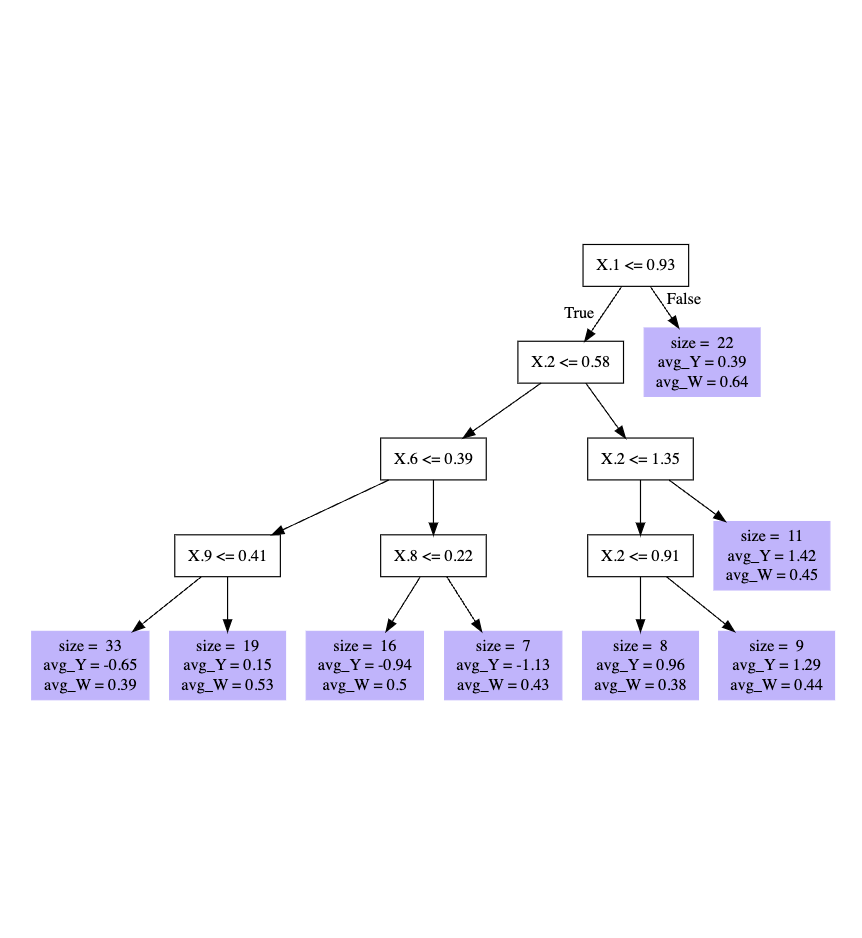 X.1 <= 0.93
True
False
size = 22
avg_Y = 0.39
avg_W = 0.64
X.2 <= 0.58
X.6 <= 0.39
X.2 <= 1.35
X.9 <= 0.41
X.8 <= 0.22
X.2 <= 0.91
size = 11
avg_Y = 1.42
avg_W = 0.45
size = 33
avg_Y = -0.65
avg_W = 0.39
size = 19
avg_Y = 0.15
avg_W = 0.53
size = 16
avg_Y = -0.94
avg_W = 0.5
size = 7
avg_Y = -1.13
avg_W = 0.43
size = 8
avg_Y = 0.96
avg_W = 0.38
size = 9
avg_Y = 1.29
avg_W = 0.44